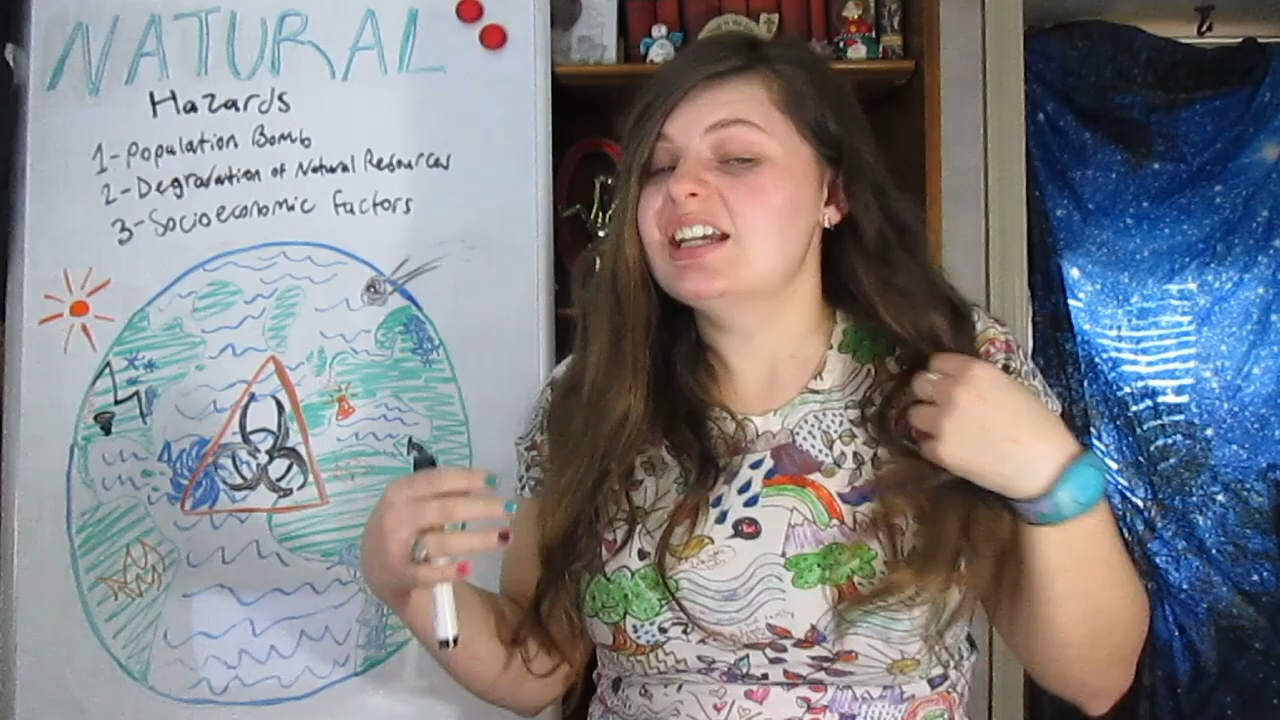 NATURAL
Hazards
1-Population Bomb
2-Degradation of Natural Resources
3-Socioeconomic factors